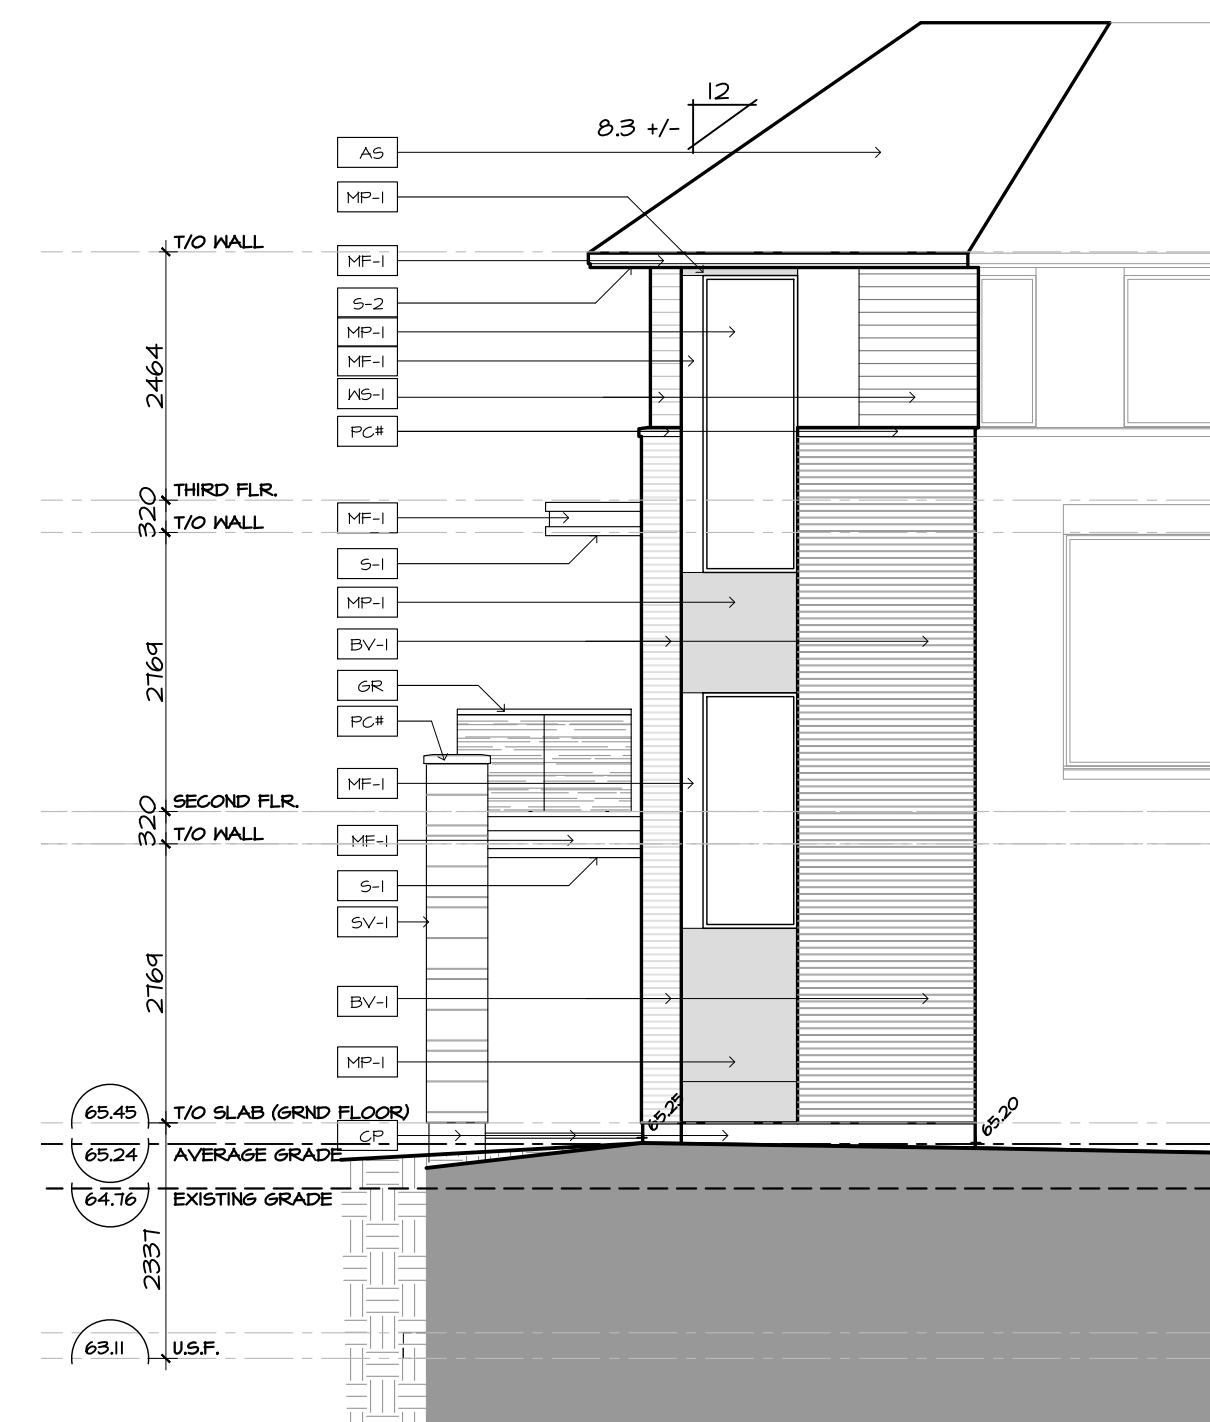 12
8.3 +/-
AS
MP-1
T/O WALL
MF-1
S-2
MP-1
MF-1
2464
WS-1
PC#
THIRD FLR.
320
MF-1
T/O WALL
S-1
MP-1
BV-1
2769
GR
PC#
MF-1
SECOND FLR.
320
T/O WALL
MF-1
S-1
SV-1
2769
BV-1
MP-1
65.45
T/O SLAB (GRND FLOOR)
65.25
65.20
CP
65.24
AVERAGE GRADE
64.76
EXISTING GRADE
2337
63.11
U.S.F.